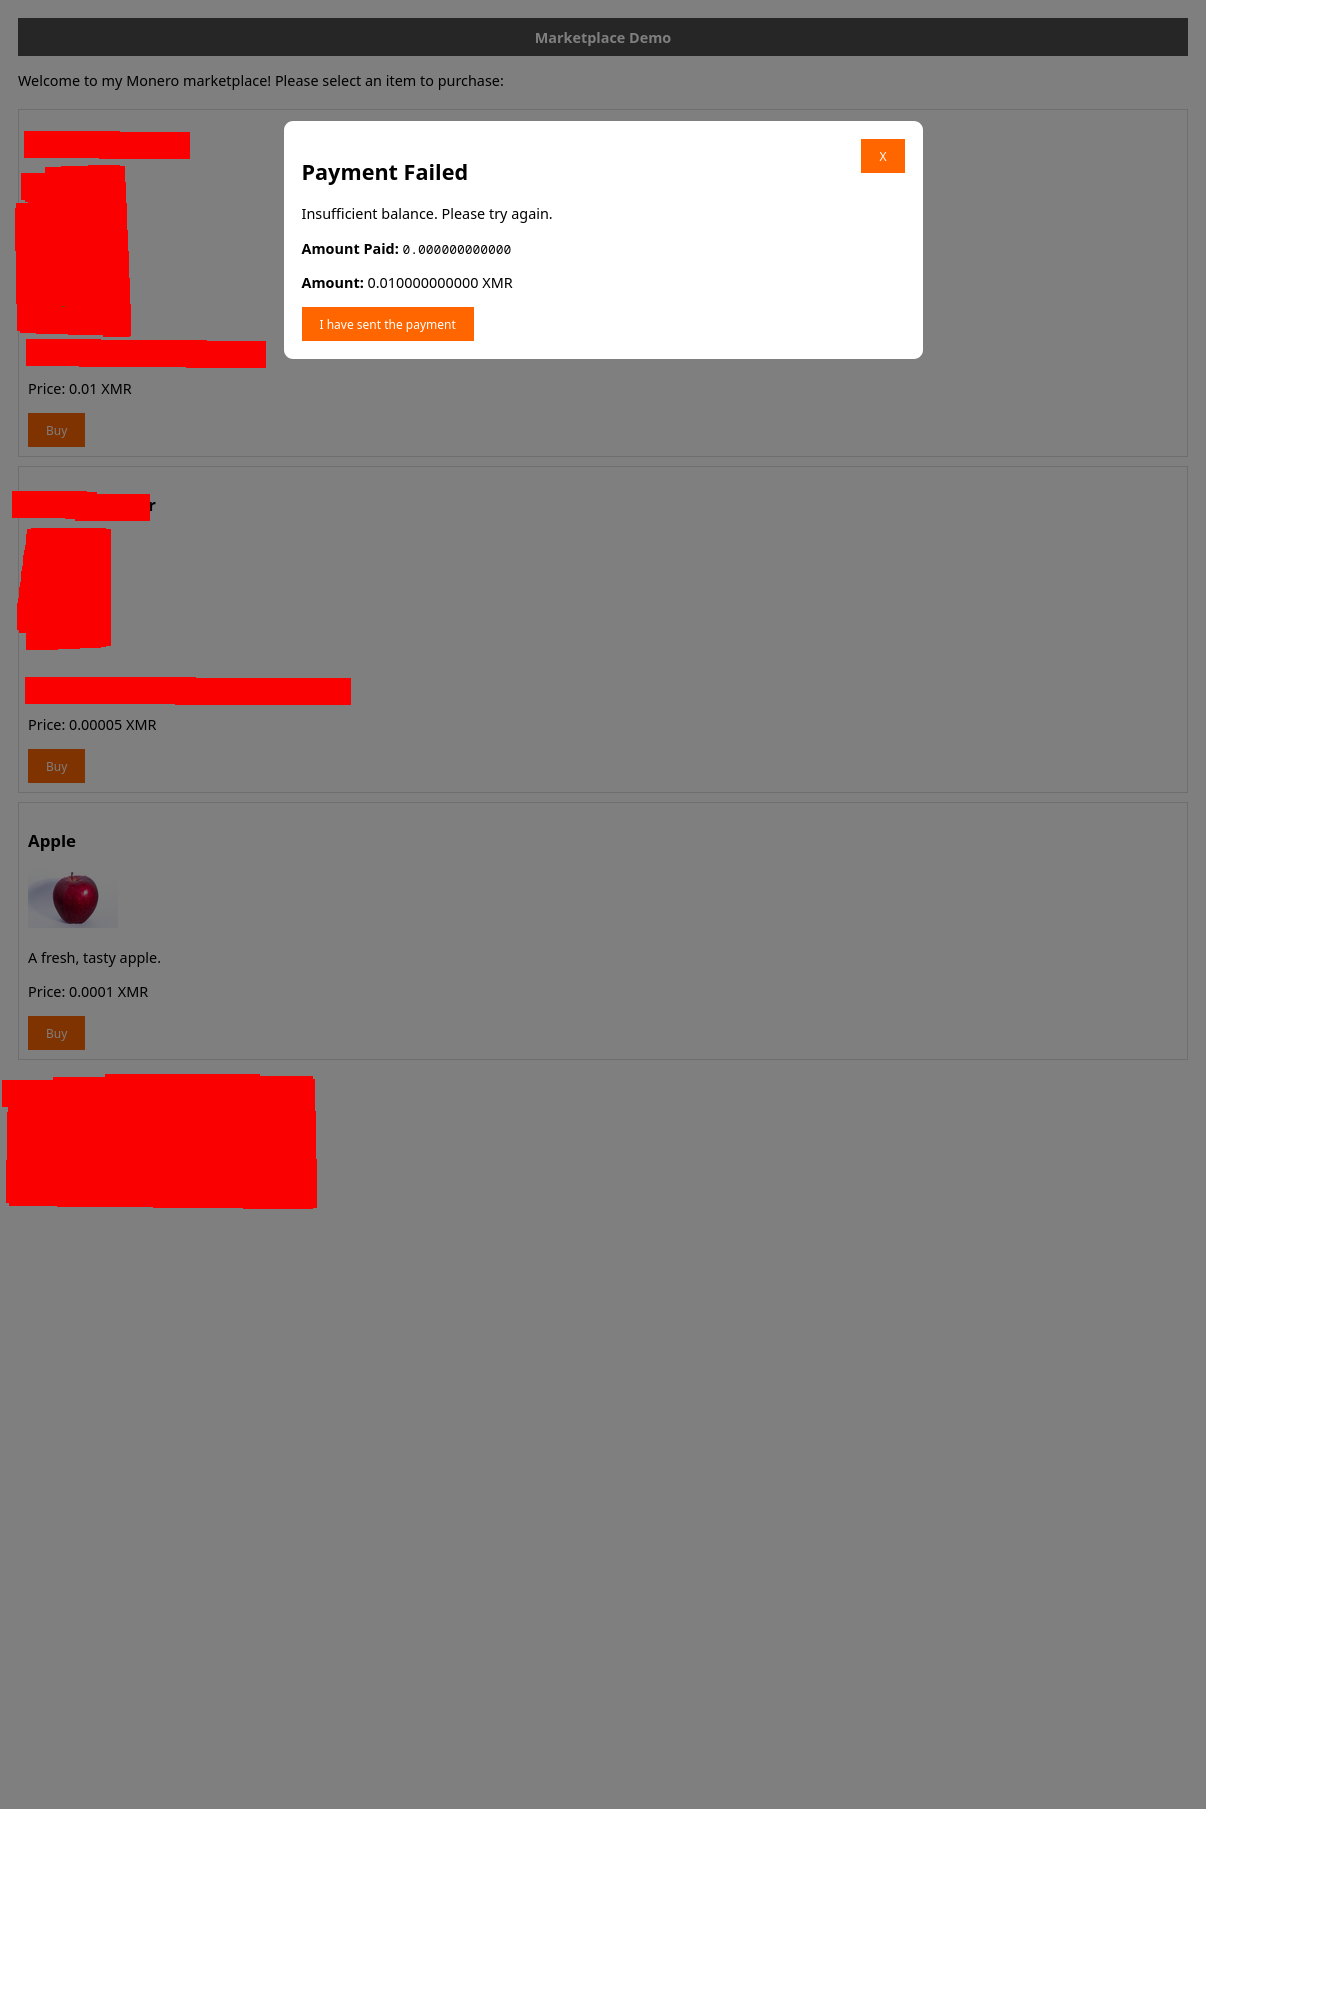 Marketplace Demo
Welcome to my Monero marketplace! Please select an item to purchase:
X
Payment Failed
Insufficient balance. Please try again.
Amount Paid: 0.000000000000
Amount: 0.010000000000 XMR
I have sent the payment
Price: 0.01 XMR
Buy
r
Price: 0.00005 XMR
Buy
Apple
A fresh, tasty apple.
Price: 0.0001 XMR
Buy